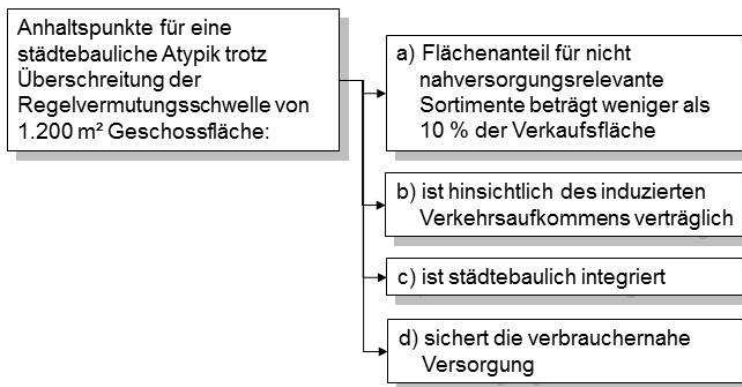 Anhaltspunkte für eine
städtebauliche Atypik trotz
Überschreitung der
Regelvermutungsschwelle von
1.200 m² Geschossfläche:
a) Flächenanteil für nicht
nahversorgungsrelevante
Sortimente beträgt weniger als
10 % der Verkaufsfläche
b) ist hinsichtlich des induzierten
Verkehrsaufkommens verträglich
c) ist städtebaulich integriert
d) sichert die verbrauchernahe
Versorgung